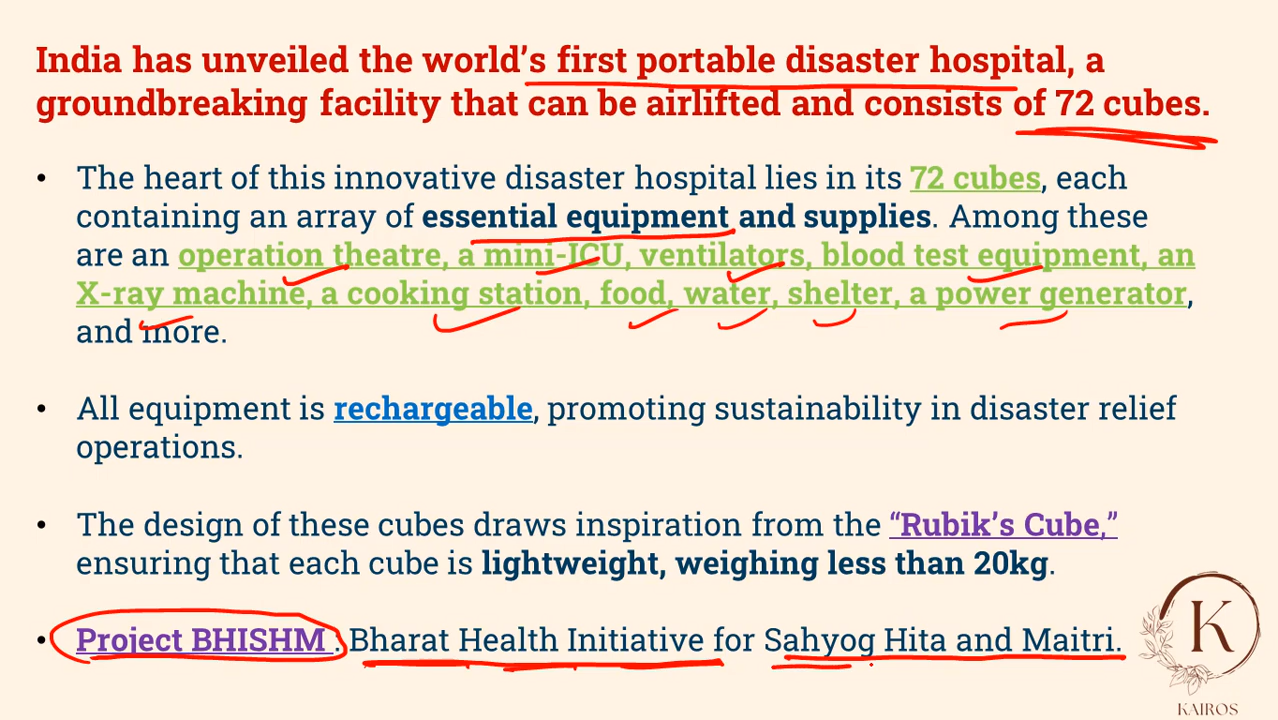 India has unveiled the world's first portable disaster hospital, a
groundbreaking facility that can be airlifted and consists of 72 cubes.
• The heart of this innovative disaster hospital lies in its 72 cubes, each
containing an array of essential equipment and supplies. Among these
are an operation theatre, a mini-ICU, ventilators, blood test equipment, an
X-ray machine, a cooking station, food, water, shelter, a power generator,
and more.
• All equipment is rechargeable, promoting sustainability in disaster relief
operations.
• The design of these cubes draws inspiration from the “Rubik’s Cube,”
ensuring that each cube is lightweight, weighing less than 20kg.
• Project BHISHM : Bharat Health Initiative for Sahyog Hita and Maitri.
K
KAIROS